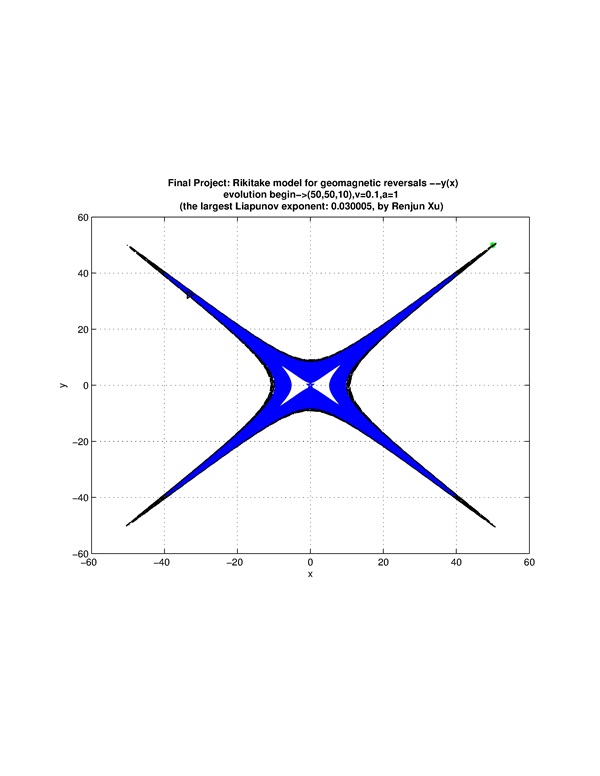 Final Project: Rikitake model for geomagnetic reversals −−y(x)
evolution begin−>(50,50,10),v=0.1,a=1
(the largest Liapunov exponent: 0.030005, by Renjun Xu)
60
40
20
y
0
−20
−40
−60
−60 −40 −20 0 20 40 60
x